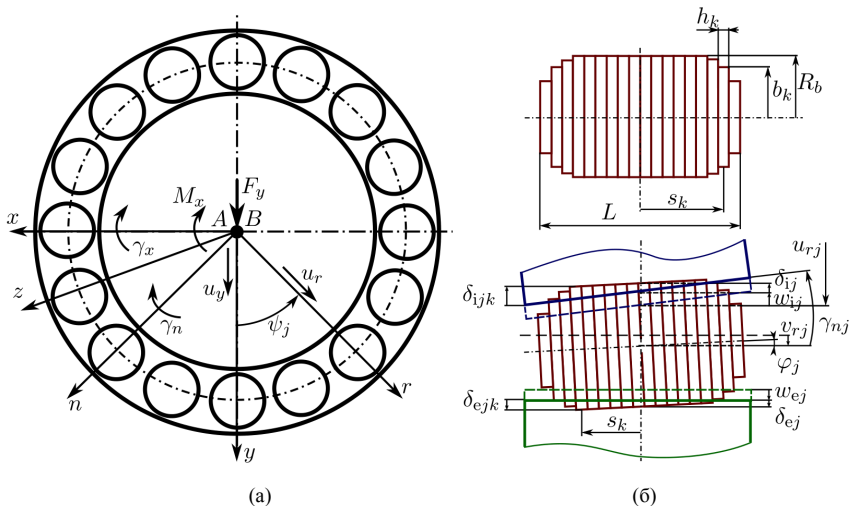 h_k
R_b
b_k
s_k
L
F_y
M_x
x
A
B
γ_x
u_r
z
u_y
γ_n
ψ_j
n
r
y
u_rj
δ_ij
δ_ijk
w_ij
v_rj
γ_nj
φ_j
w_ej
δ_ejk
δ_ej
s_k
(а)
(б)